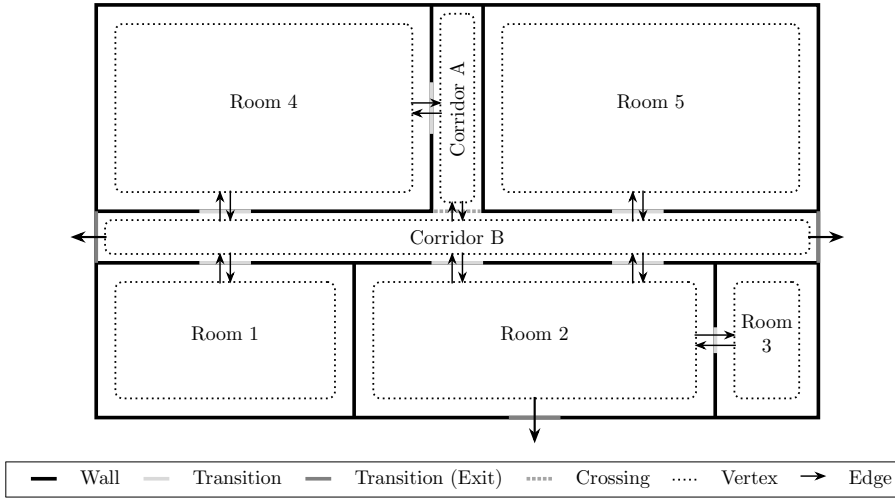 Room 4
Corridor A
Room 5
Corridor B
Room 1
Room 2
Room
3
Wall
Transition
Transition (Exit)
Crossing
Vertex
Edge